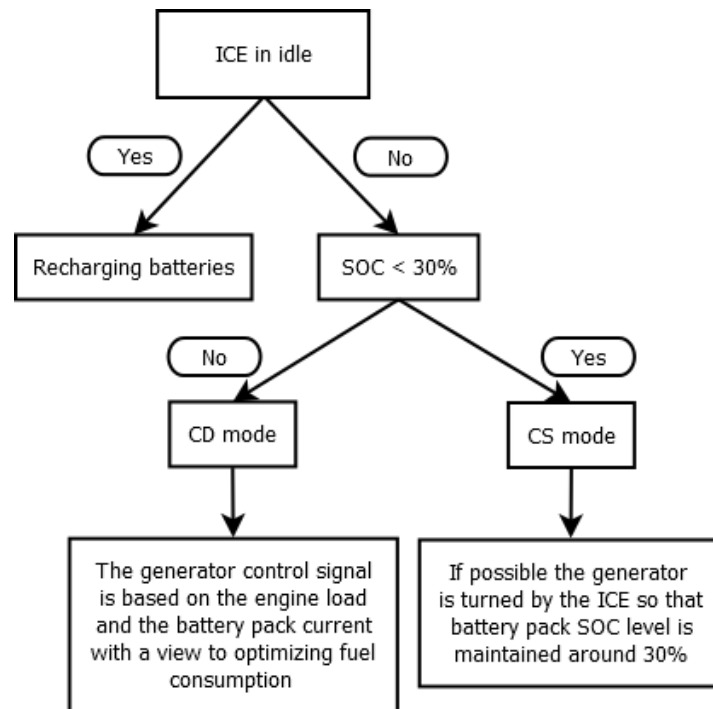 ICE in idle
Yes
No
Recharging batteries
SOC < 30%
No
Yes
CD mode
CS mode
The generator control signal
is based on the engine load
and the battery pack current
with a view to optimizing fuel
consumption
If possible the generator
is turned by the ICE so that
battery pack SOC level is
maintained around 30%